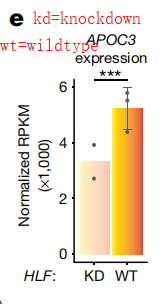 e kd=knockdown
wt=wildtype
APOC3
expression
***
6
4
2
0
Normalized RPKM
(×1,000)
HLF: KD WT